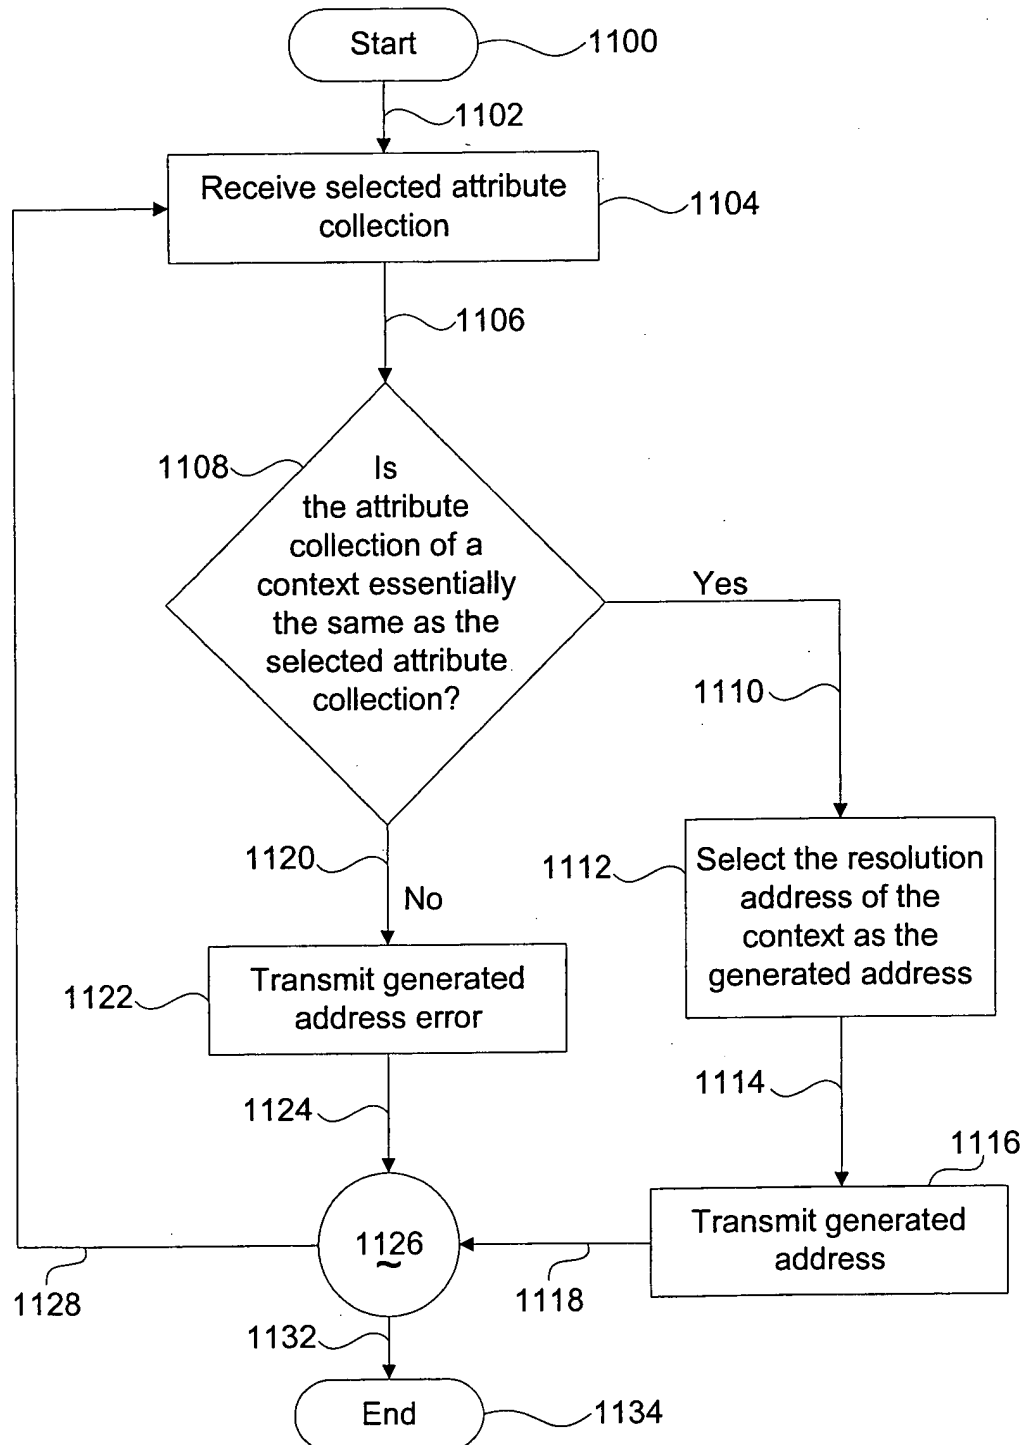 Start
1100
1102
Receive selected attribute
collection
1104
1106
1108
Is
the attribute
collection of a
context essentially
the same as the
selected attribute
collection?
Yes
1110
1120
No
1112
Select the resolution
address of the
context as the
generated address
1122
Transmit generated
address error
1114
1124
1116
Transmit generated
address
1126
1118
1128
1132
End
1134